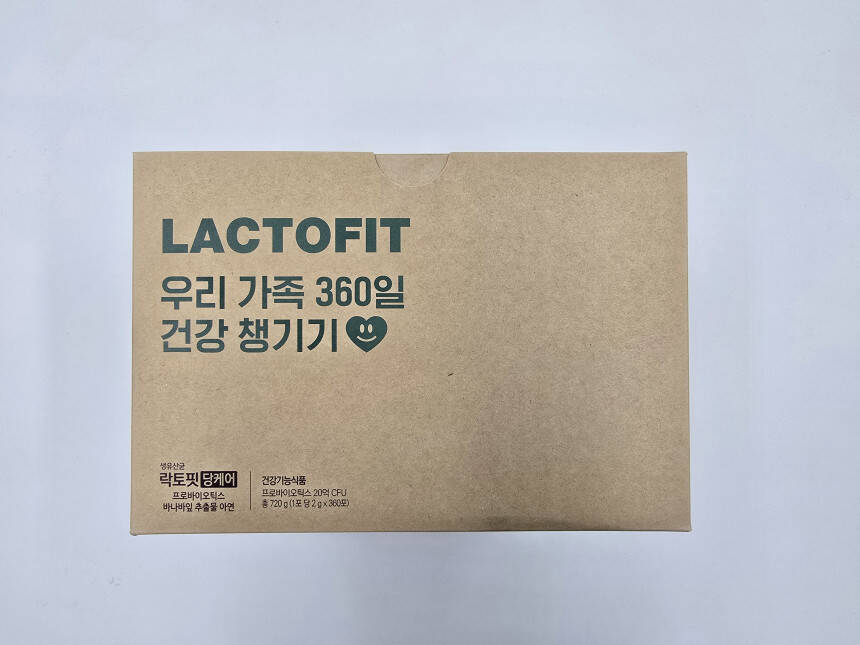 LACTOFIT
우리 가족 360일
건강 챙기기
생유산균
락토핏 당케어
프로바이오틱스
바나바잎 추출물 아연
건강기능식품
프로바이오틱스 20억 CFU
총 720 g (1포 당 2 g x 360포)